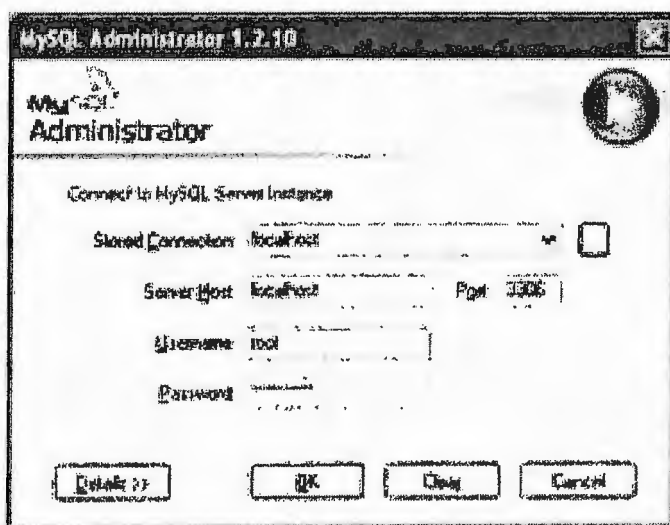 MySQL Administrator 1.2.10
MySQL
Administrator
Connect to MySQL Server Instance
Stored Connection: localhost
Server Host: localhost Port: 3306
Username: root
Password:
Details >> OK Clear Cancel